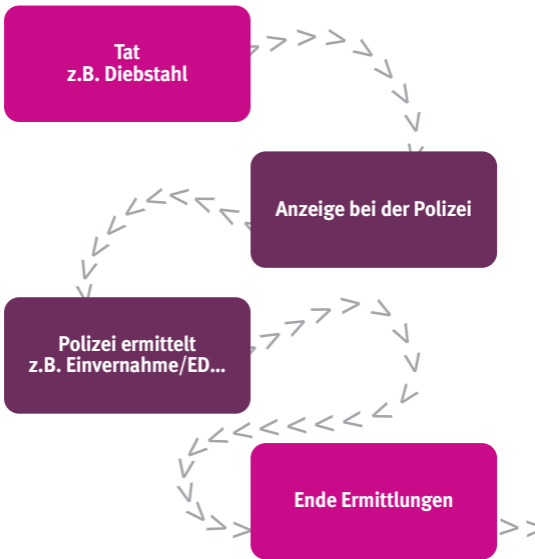 Tat
z.B. Diebstahl
Anzeige bei der Polizei
Polizei ermittelt
z.B. Einvernahme/ED...
Ende Ermittlungen